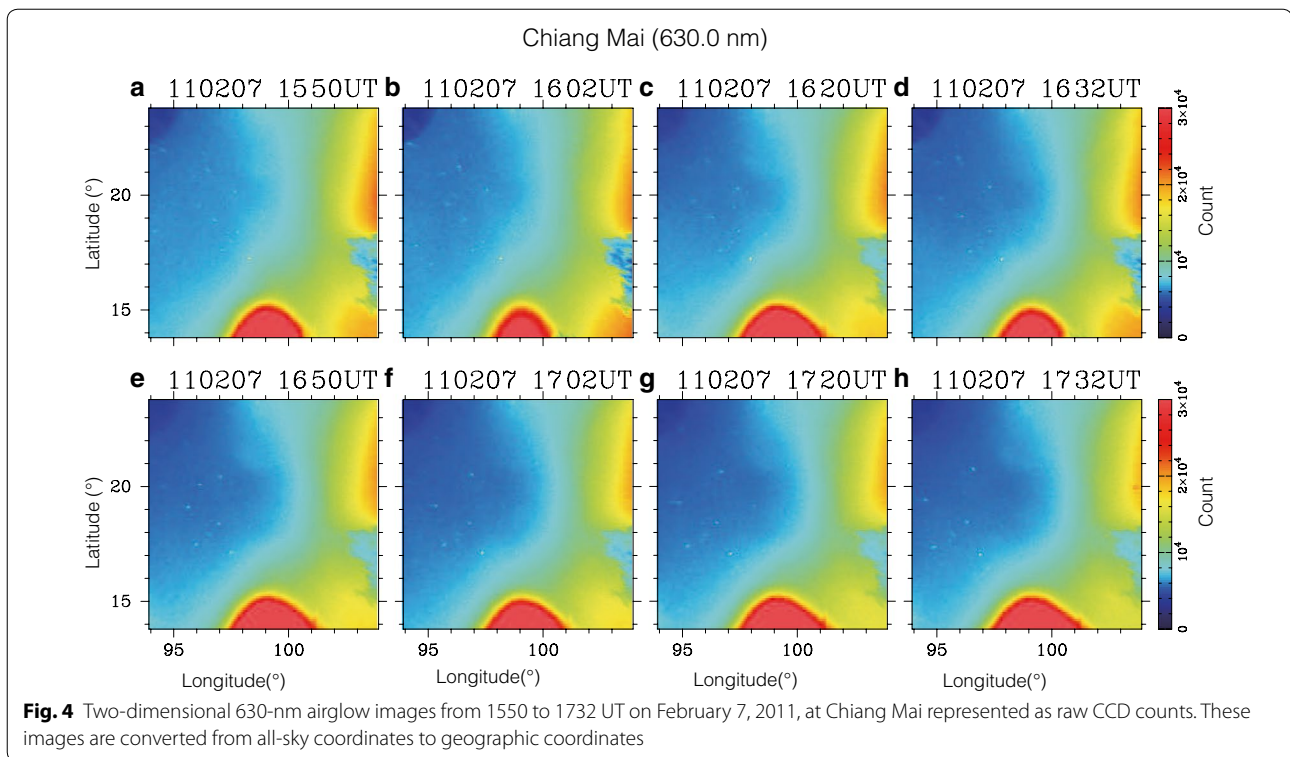 Chiang Mai (630.0 nm)
a 110207 1550UT b 110207 1602UT c 110207 1620UT d 110207 1632UT
Latitude (°)
20
15
3×10⁴
2×10⁴
10⁴
0
Count
e 110207 1650UT f 110207 1702UT g 110207 1720UT h 110207 1732UT
Latitude (°)
20
15
3×10⁴
2×10⁴
10⁴
0
Count
95 100 95 100 95 100 95 100
Longitude(°) Longitude(°) Longitude(°) Longitude(°)
Fig. 4 Two-dimensional 630-nm airglow images from 1550 to 1732 UT on February 7, 2011, at Chiang Mai represented as raw CCD counts. These
images are converted from all-sky coordinates to geographic coordinates